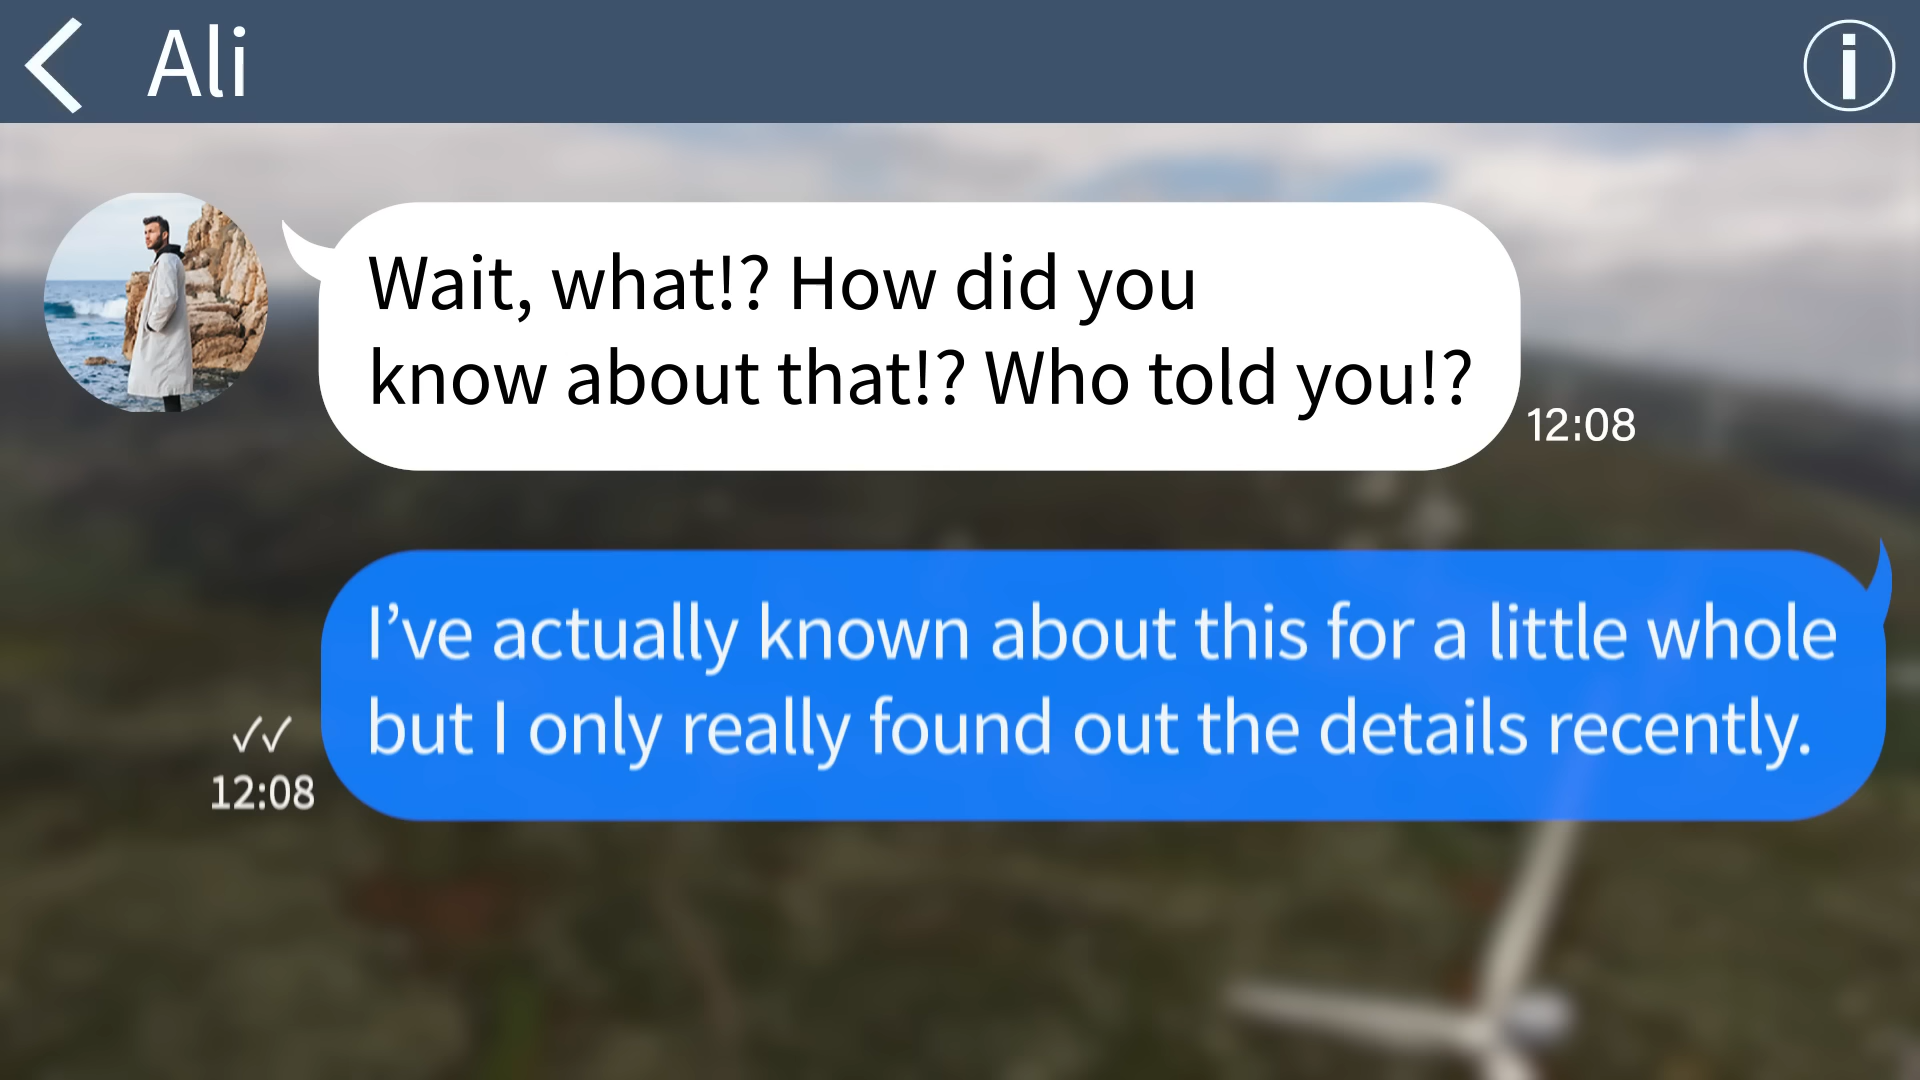 Ali
Wait, what!? How did you
know about that!? Who told you!?
12:08
I’ve actually known about this for a little whole
but I only really found out the details recently.
✓✓
12:08